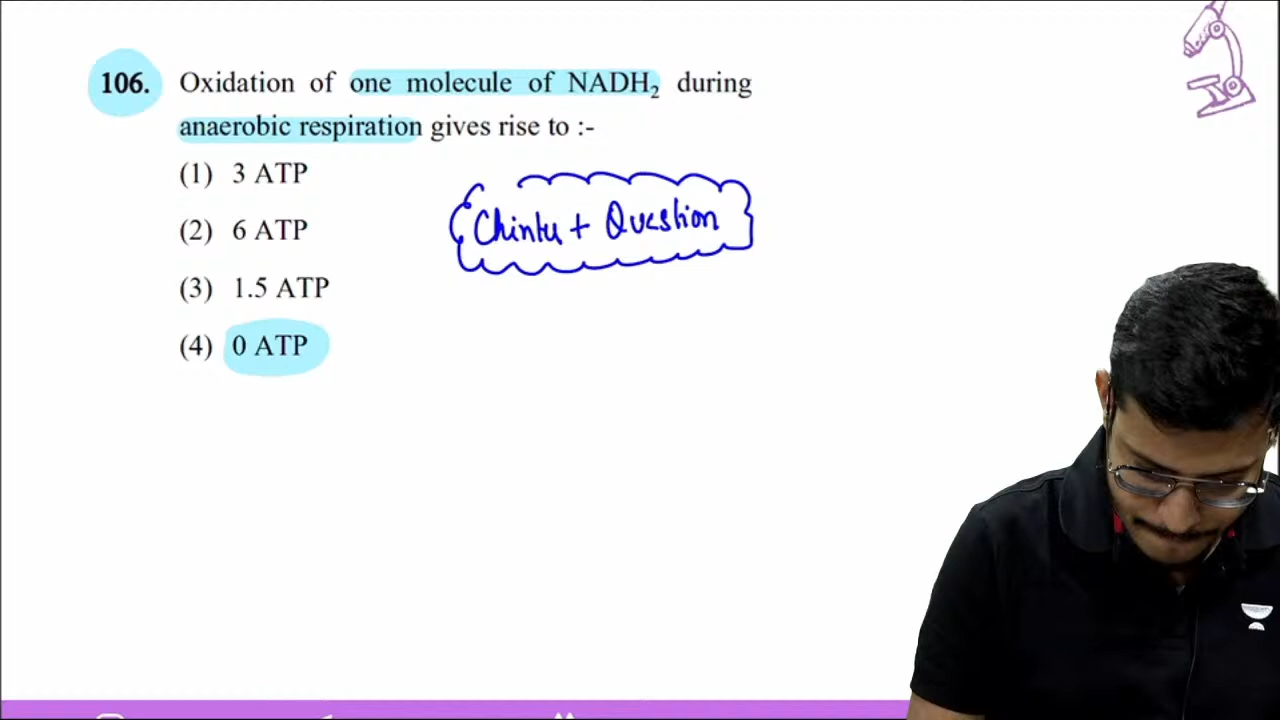 106. Oxidation of one molecule of NADH₂ during
anaerobic respiration gives rise to :-
(1) 3 ATP
(2) 6 ATP
(3) 1.5 ATP
(4) 0 ATP
Chintu + Question